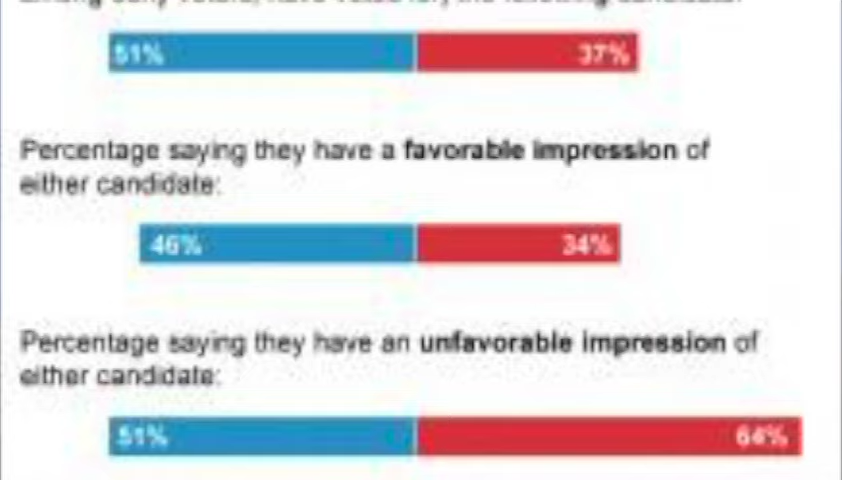 51% 37%
Percentage saying they have a favorable impression of
either candidate:
46% 34%
Percentage saying they have an unfavorable impression of
either candidate:
51% 64%